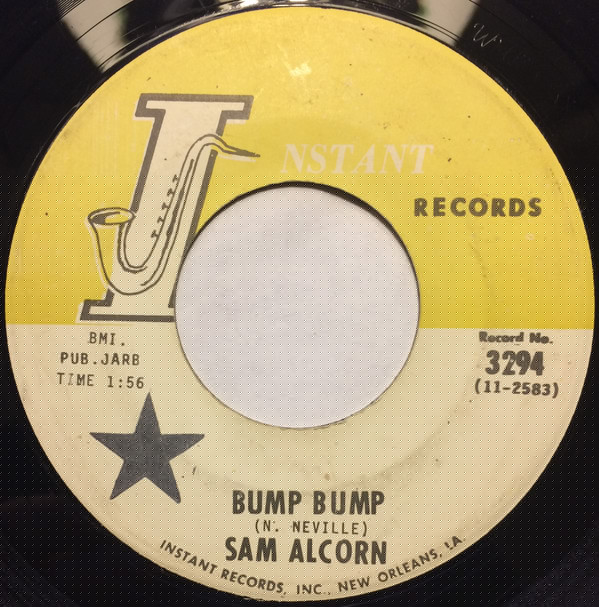 INSTANT
RECORDS
BMI.
PUB. JARB
TIME 1:56
Record No.
3294
(11-2583)
BUMP BUMP
(N. NEVILLE)
SAM ALCORN
INSTANT RECORDS, INC., NEW ORLEANS, LA.